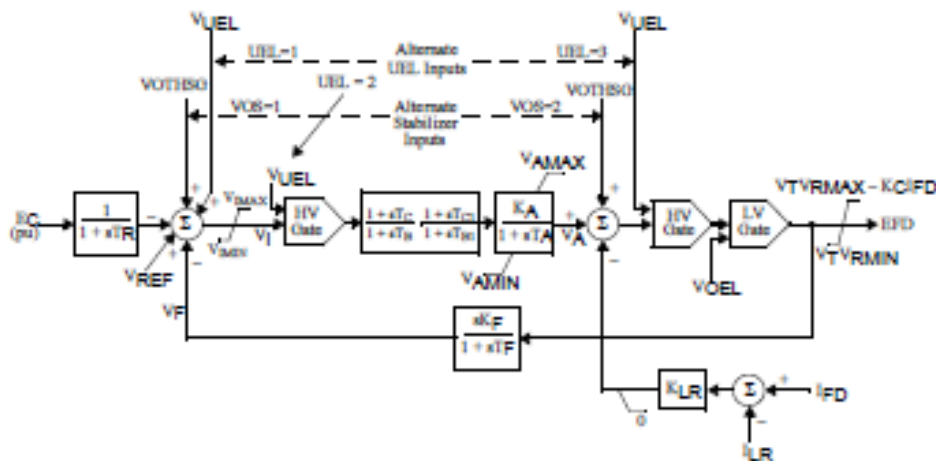 VUEL
VUEL
UEL=1
Alternate
UEL Inputs
UEL=3
VOTHSG
UEL = 2
VOTHSG
VOS=1
Alternate
Stabilizer
Inputs
VOS=2
VUEL
VAMAX
VTVRMAX - KCIFD
EC
(pu)
1
1 + sTR
+
+
−
Σ
+
−
VIMAX
VI
VIMIN
HV
Gate
1 + sTC
1 + sTB
1 + sTC1
1 + sTB1
KA
1 + sTA
+
VA
+
Σ
−
HV
Gate
LV
Gate
EFD
VREF
VAMIN
VOEL
VTVRMIN
VF
sKF
1 + sTF
0
KLR
Σ
+
−
IFD
ILR